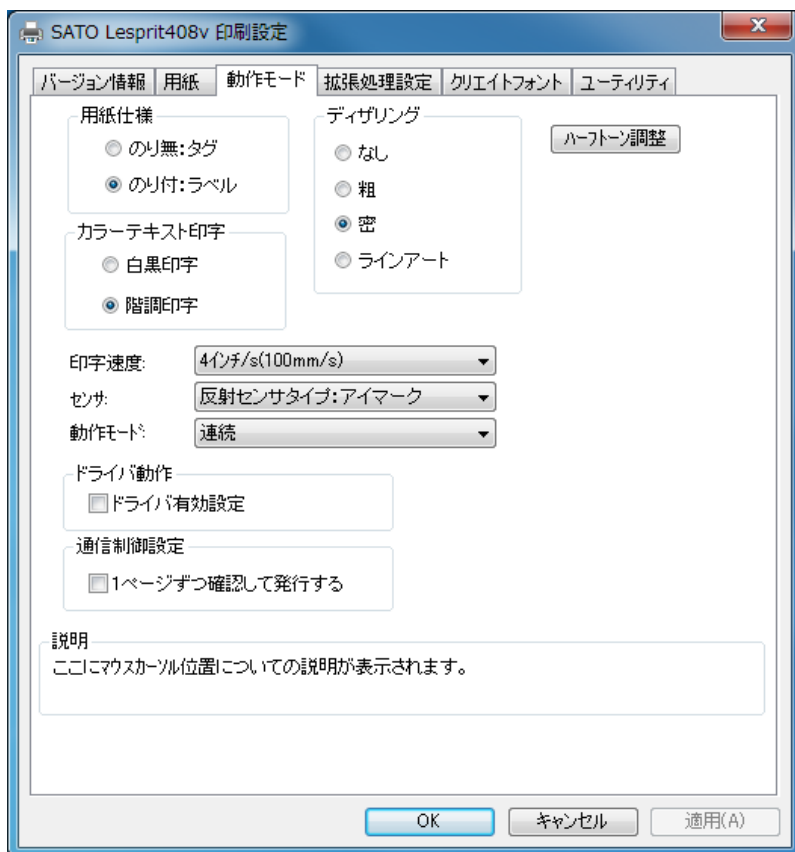 SATO Lesprit408v 印刷設定
バージョン情報 用紙 動作モード 拡張処理設定 クリエイトフォント ユーティリティ
用紙仕様
のり無:タグ
のり付:ラベル
カラーテキスト印字
白黒印字
階調印字
ディザリング
なし
粗
密
ラインアート
ハーフトーン調整
印字速度: 4インチ/s(100mm/s)
センサ: 反射センサタイプ:アイマーク
動作モード: 連続
ドライバ動作
ドライバ有効設定
通信制御設定
1ページずつ確認して発行する
説明
ここにマウスカーソル位置についての説明が表示されます。
OK キャンセル 適用(A)